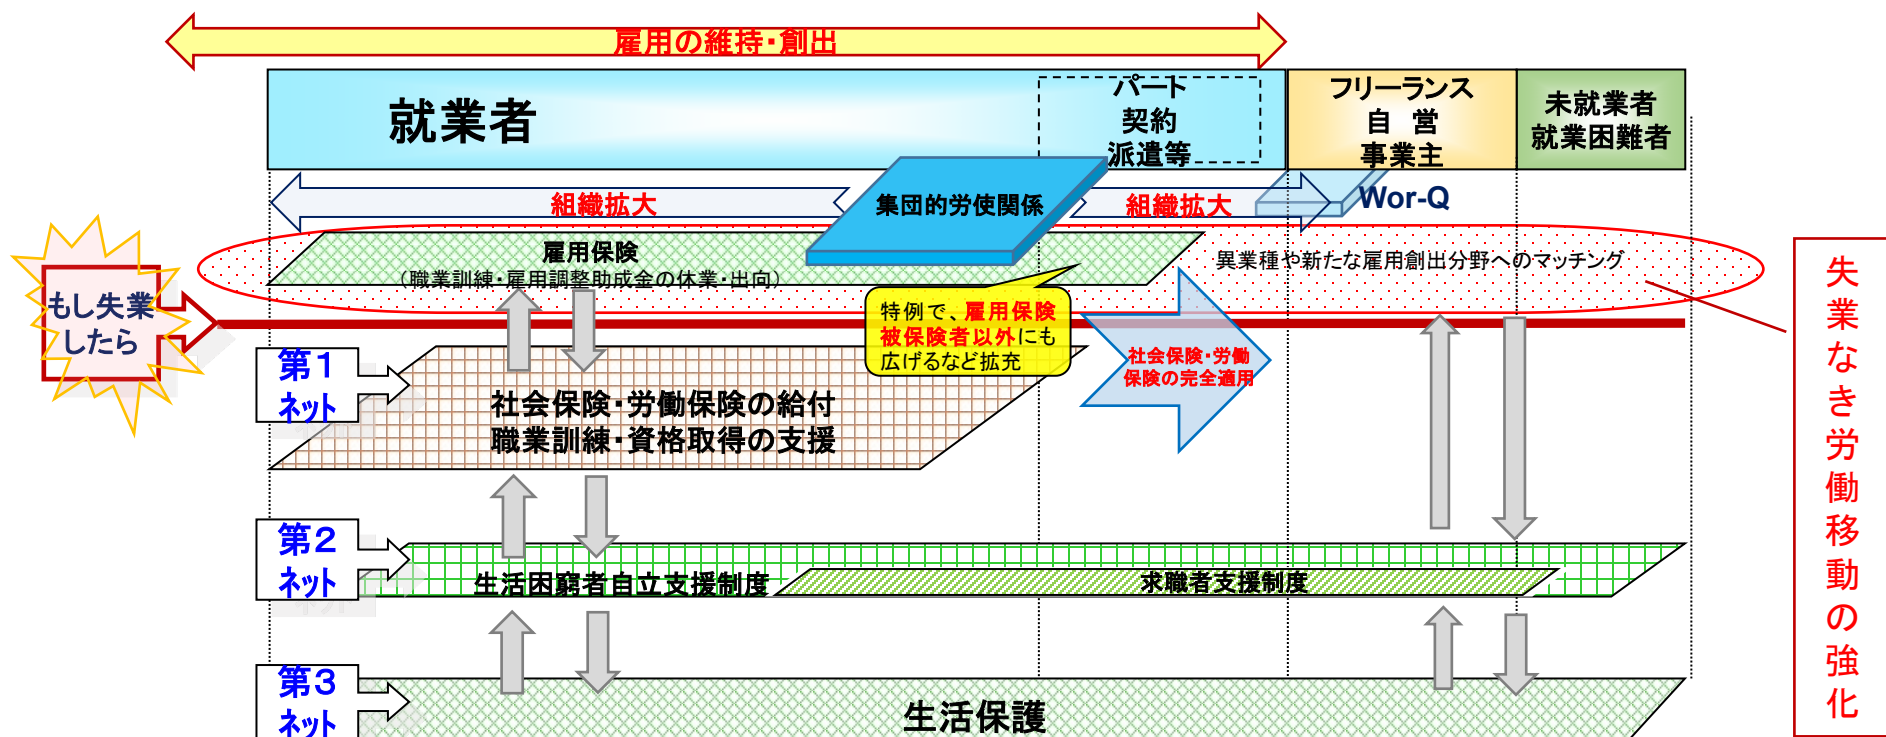 雇用の維持・創出
就業者
パート
契約
派遣等
フリーランス
自 営
事業主
未就業者
就業困難者
組織拡大
集団的労使関係
組織拡大
Wor-Q
雇用保険
（職業訓練・雇用調整助成金の休業・出向）
異業種や新たな雇用創出分野へのマッチング
もし失業
したら
特例で、雇用保険
被保険者以外にも
広げるなど拡充
社会保険・労働
保険の完全適用
第１
ネット
社会保険・労働保険の給付
職業訓練・資格取得の支援
第２
ネット
生活困窮者自立支援制度
求職者支援制度
第３
ネット
生活保護
失業なき労働移動の強化